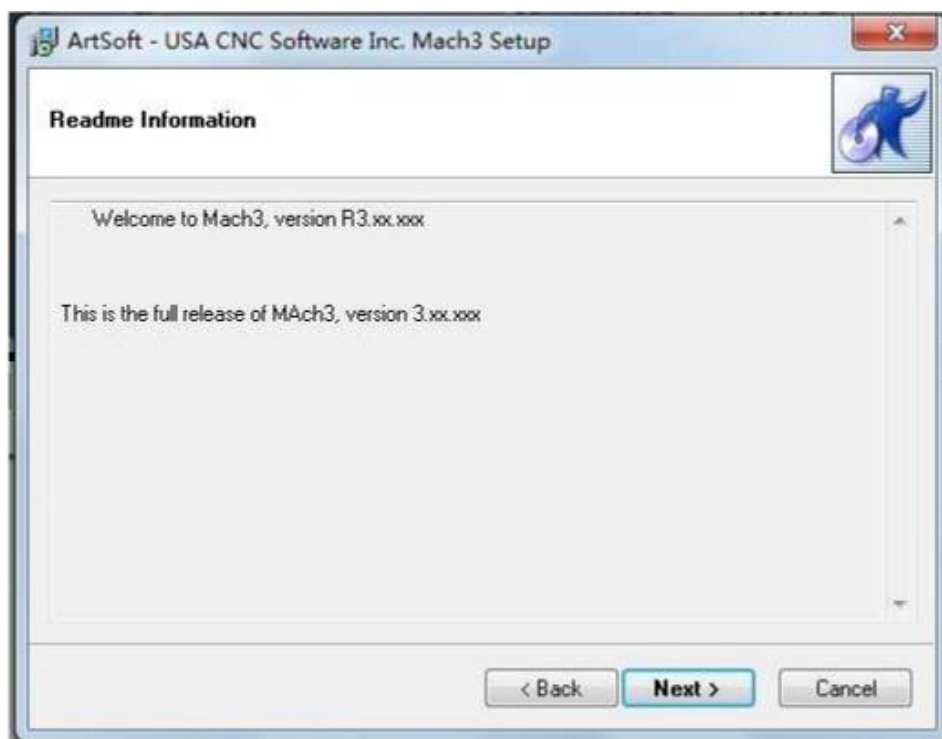 ArtSoft - USA CNC Software Inc. Mach3 Setup
Readme Information
Welcome to Mach3, version R3.xx.xxx
This is the full release of MAch3, version 3.xx.xxx
< Back
Next >
Cancel